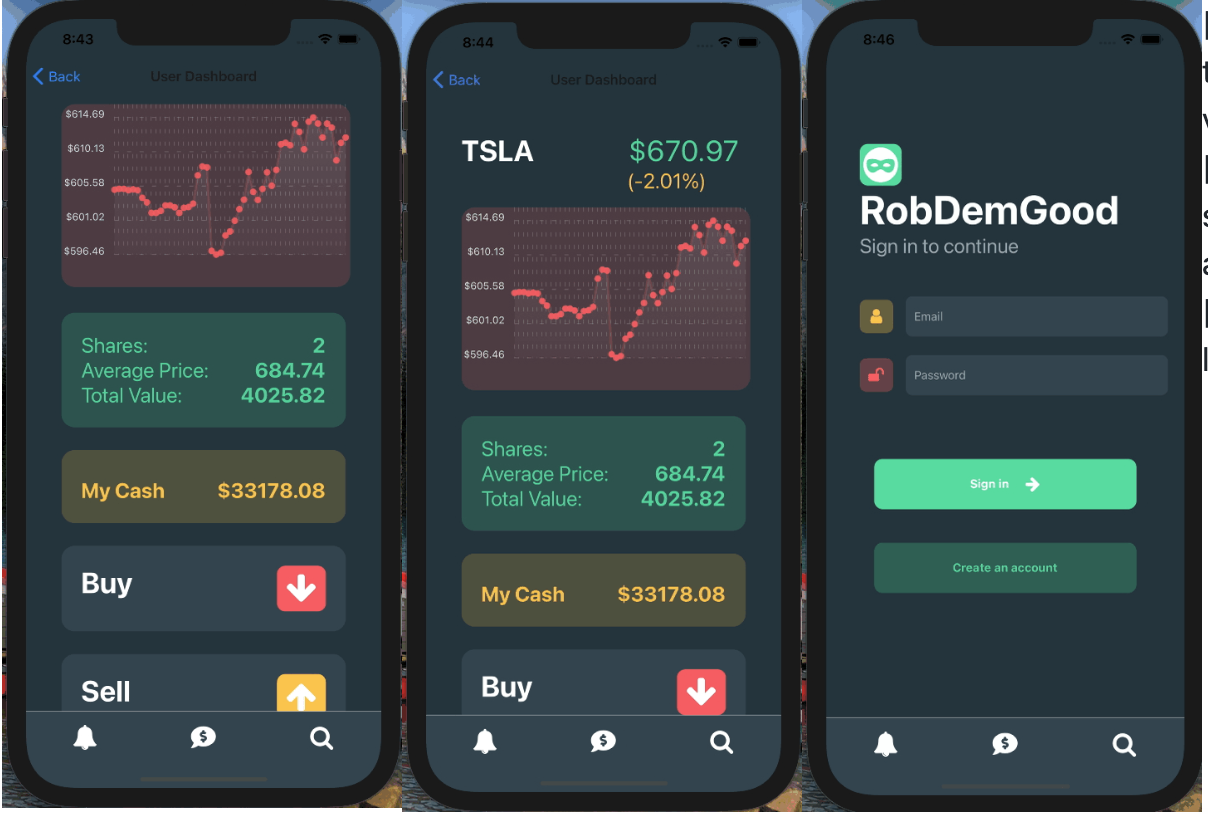 8:43
Back
User Dashboard
$614.69
$610.13
$605.58
$601.02
$596.46
Shares: 2
Average Price: 684.74
Total Value: 4025.82
My Cash $33178.08
Buy
Sell
8:44
Back
User Dashboard
TSLA $670.97
(-2.01%)
$614.69
$610.13
$605.58
$601.02
$596.46
Shares: 2
Average Price: 684.74
Total Value: 4025.82
My Cash $33178.08
Buy
8:46
RobDemGood
Sign in to continue
Email
Password
Sign in
Create an account